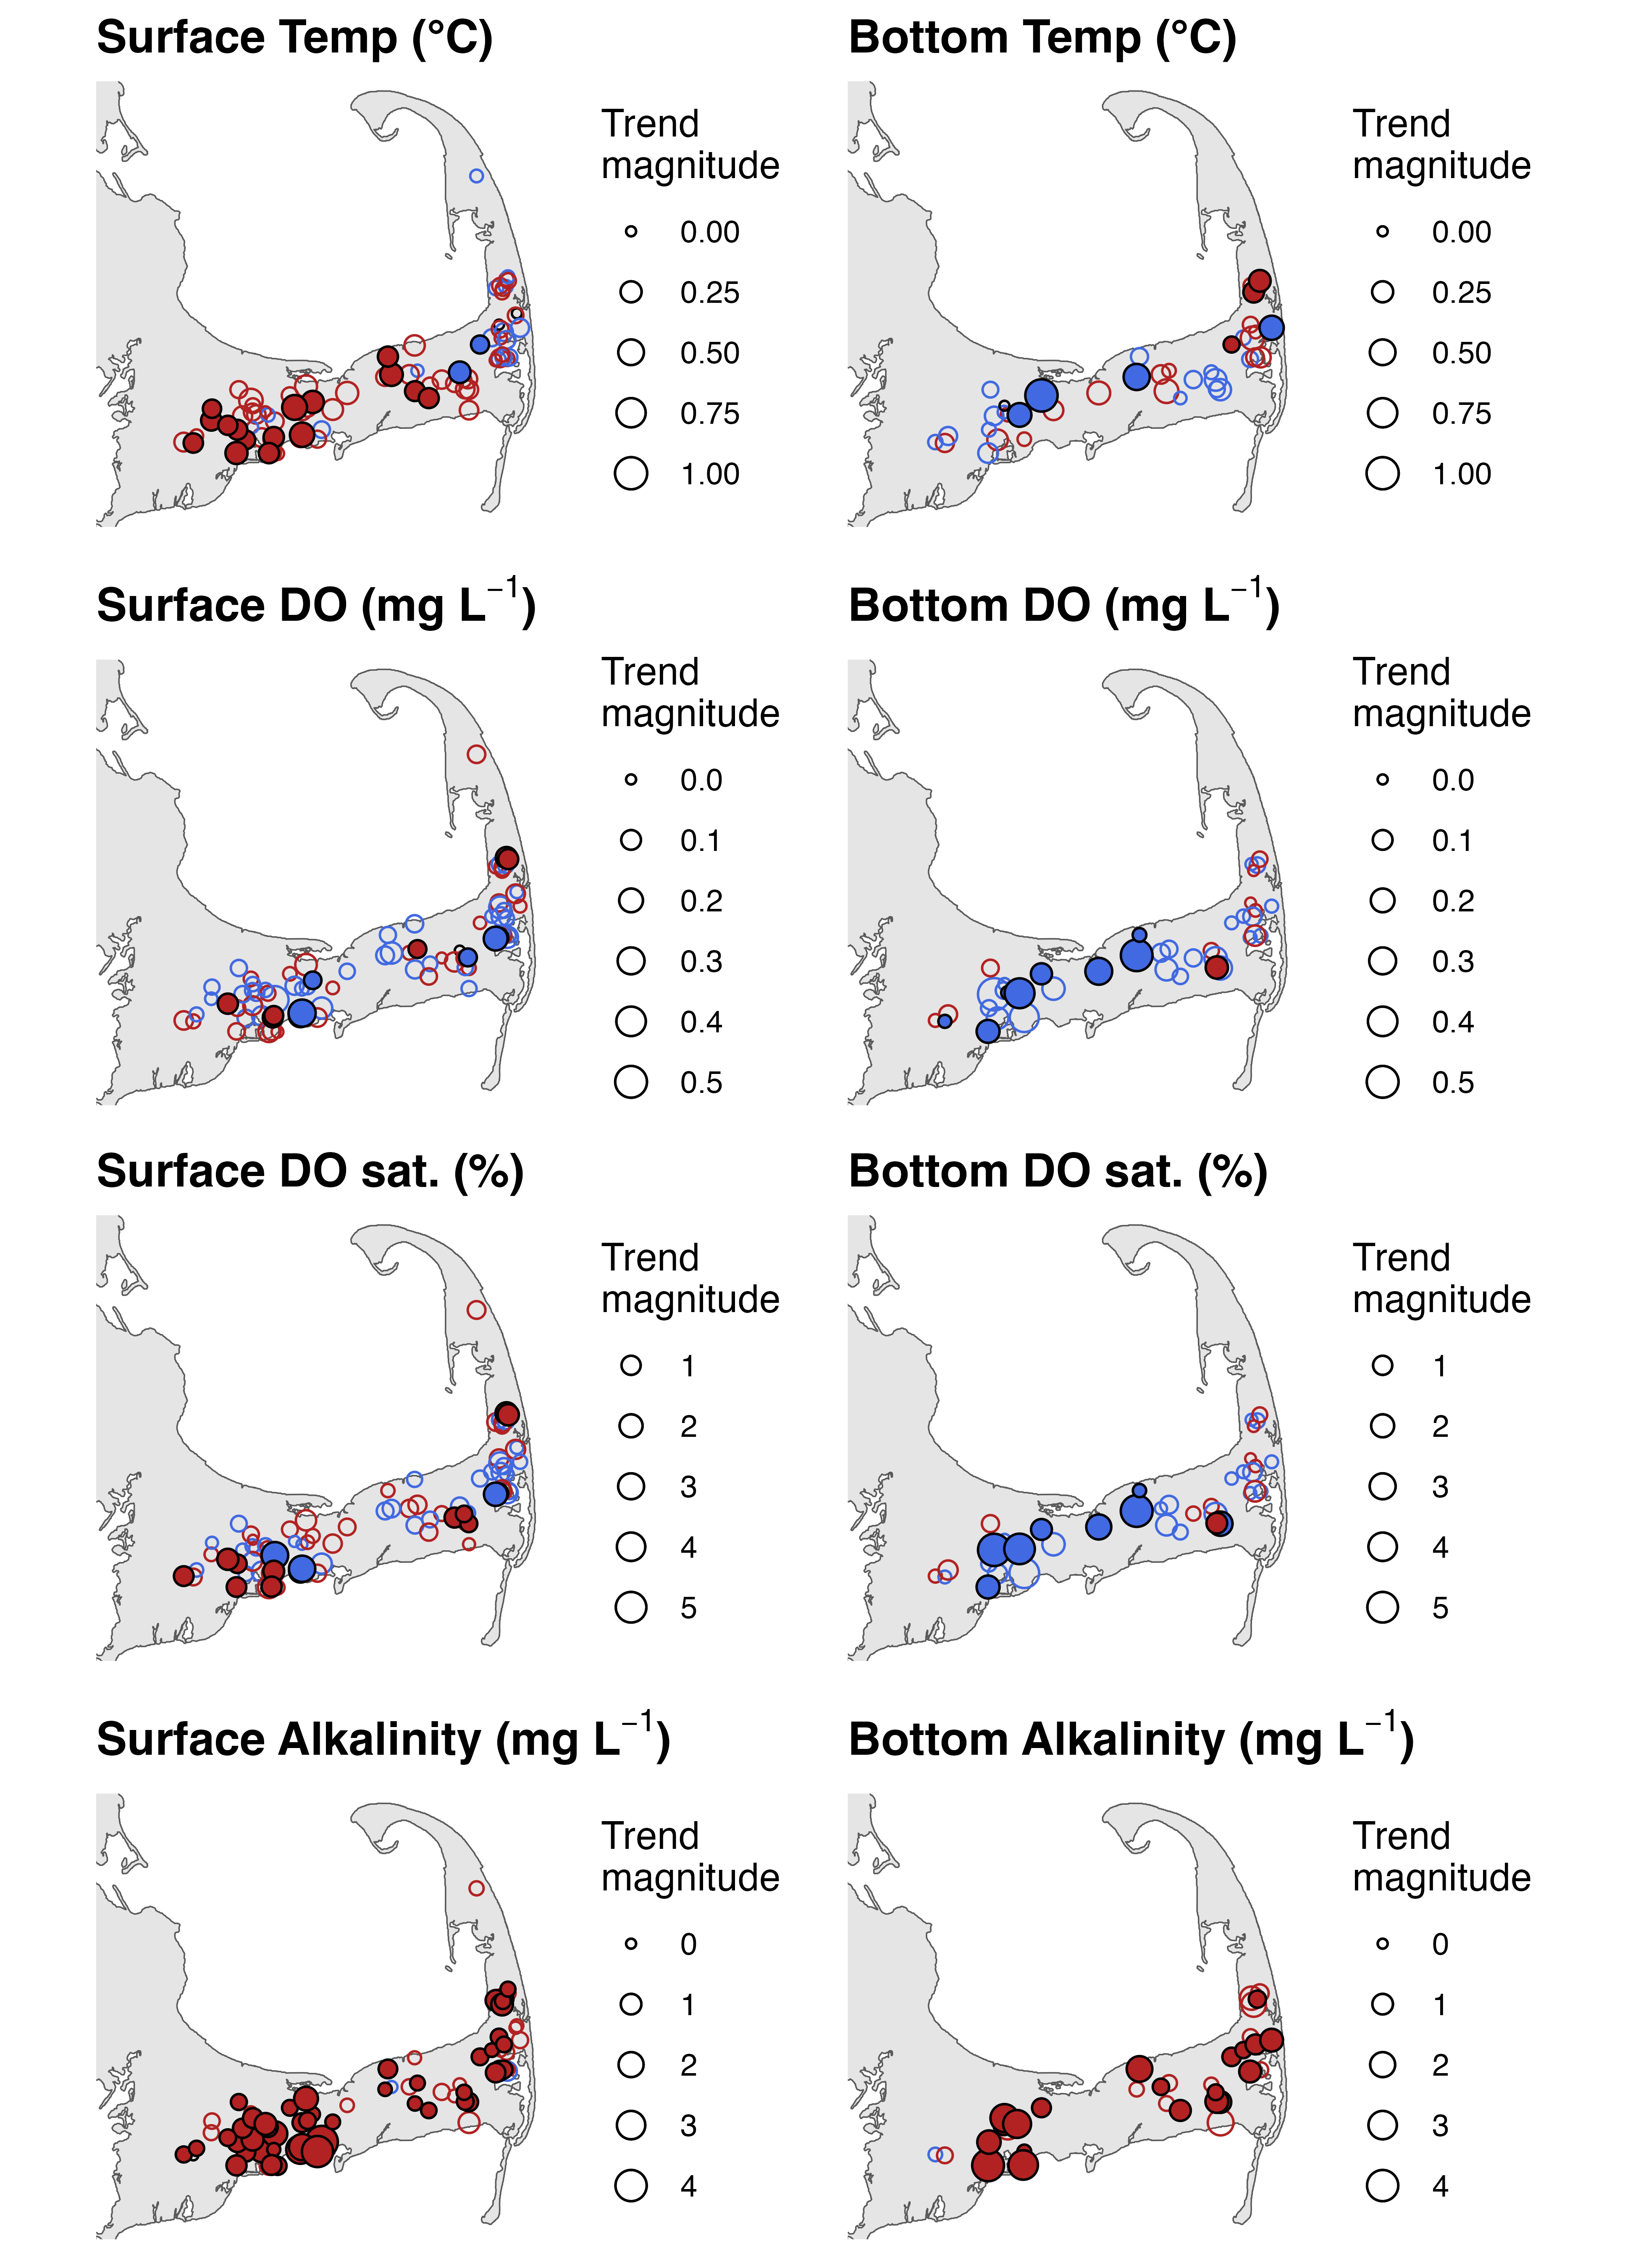 Surface Temp (°C)
Trend
magnitude
0.00
0.25
0.50
0.75
1.00
Bottom Temp (°C)
Trend
magnitude
0.00
0.25
0.50
0.75
1.00
Surface DO (mg L⁻¹)
Trend
magnitude
0.0
0.1
0.2
0.3
0.4
0.5
Bottom DO (mg L⁻¹)
Trend
magnitude
0.0
0.1
0.2
0.3
0.4
0.5
Surface DO sat. (%)
Trend
magnitude
1
2
3
4
5
Bottom DO sat. (%)
Trend
magnitude
1
2
3
4
5
Surface Alkalinity (mg L⁻¹)
Trend
magnitude
0
1
2
3
4
Bottom Alkalinity (mg L⁻¹)
Trend
magnitude
0
1
2
3
4